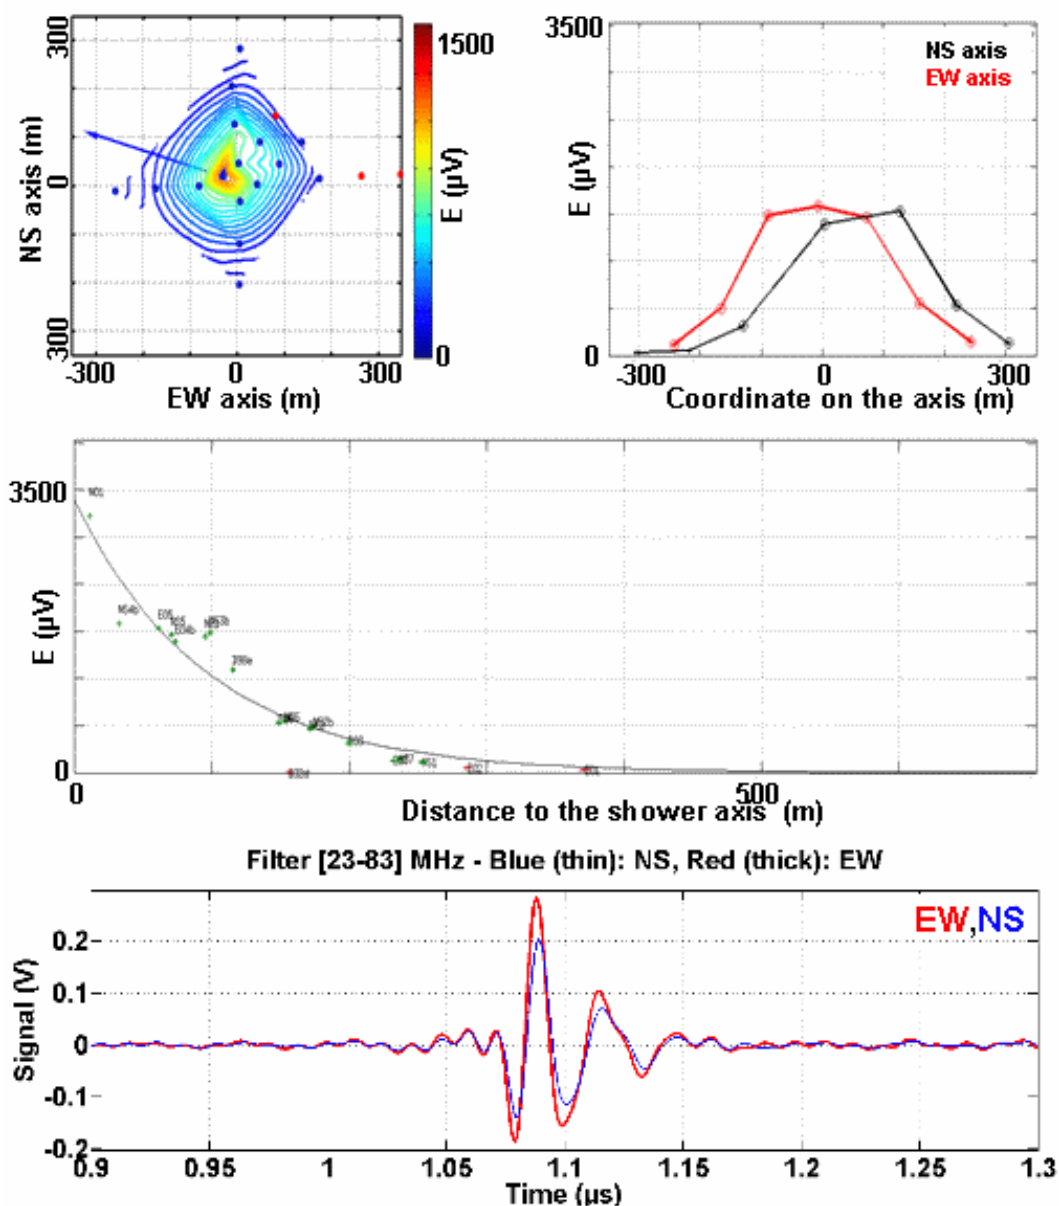 300
0
300
NS axis (m)
-300
0
300
EW axis (m)
1500
0
E (µV)
3500
0
E (µV)
NS axis
EW axis
-300
0
300
Coordinate on the axis (m)
3500
0
E (µV)
N01
N04b
E05
0
500
Distance to the shower axis (m)
Filter [23-83] MHz - Blue (thin): NS, Red (thick): EW
EW,NS
0.2
0.1
0
-0.1
-0.2
Signal (V)
0.9
0.95
1
1.05
1.1
1.15
1.2
1.25
1.3
Time (µs)